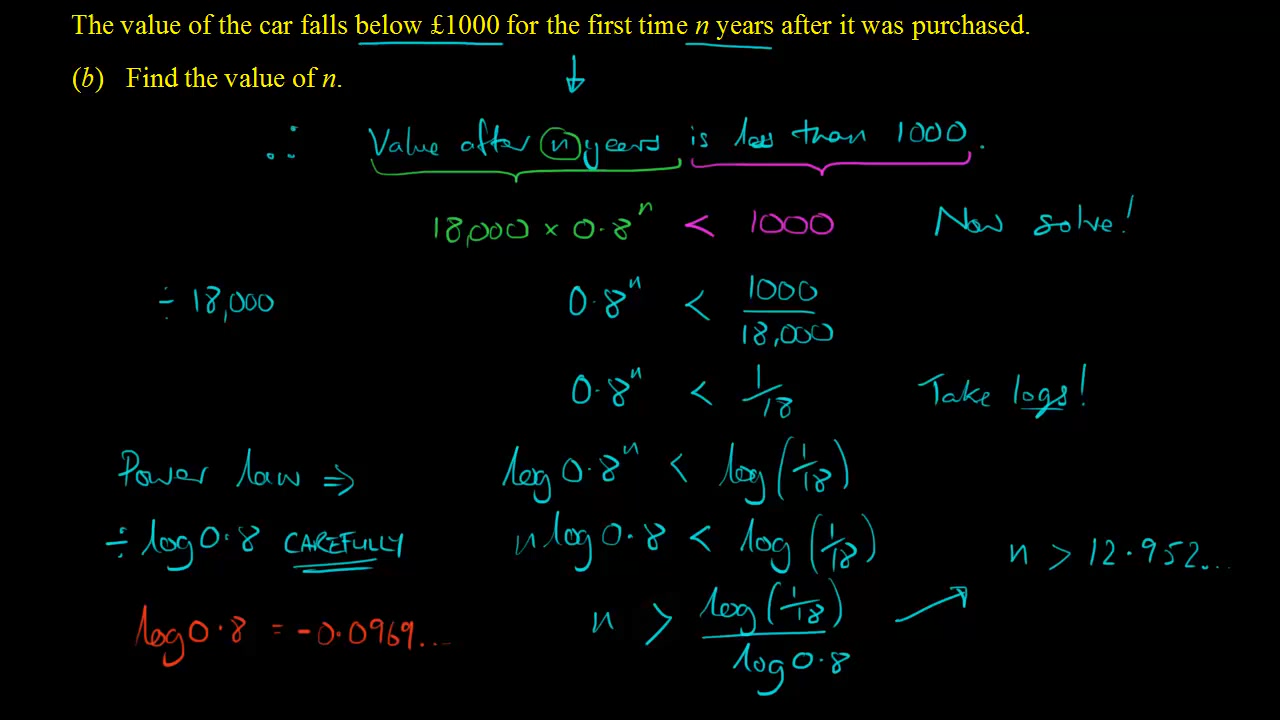 The value of the car falls below £1000 for the first time n years after it was purchased.
(b) Find the value of n.
∴ Value after n years is less than 1000.
18,000 × 0.8ⁿ < 1000 Now solve!
÷ 18,000 0.8ⁿ < 1000/18,000
0.8ⁿ < 1/18 Take logs!
Power law ⇒ log 0.8ⁿ < log(1/18)
÷ log 0.8 CAREFULLY n log 0.8 < log(1/18) n > 12.952...
log 0.8 = -0.0969... n > log(1/18)/log 0.8